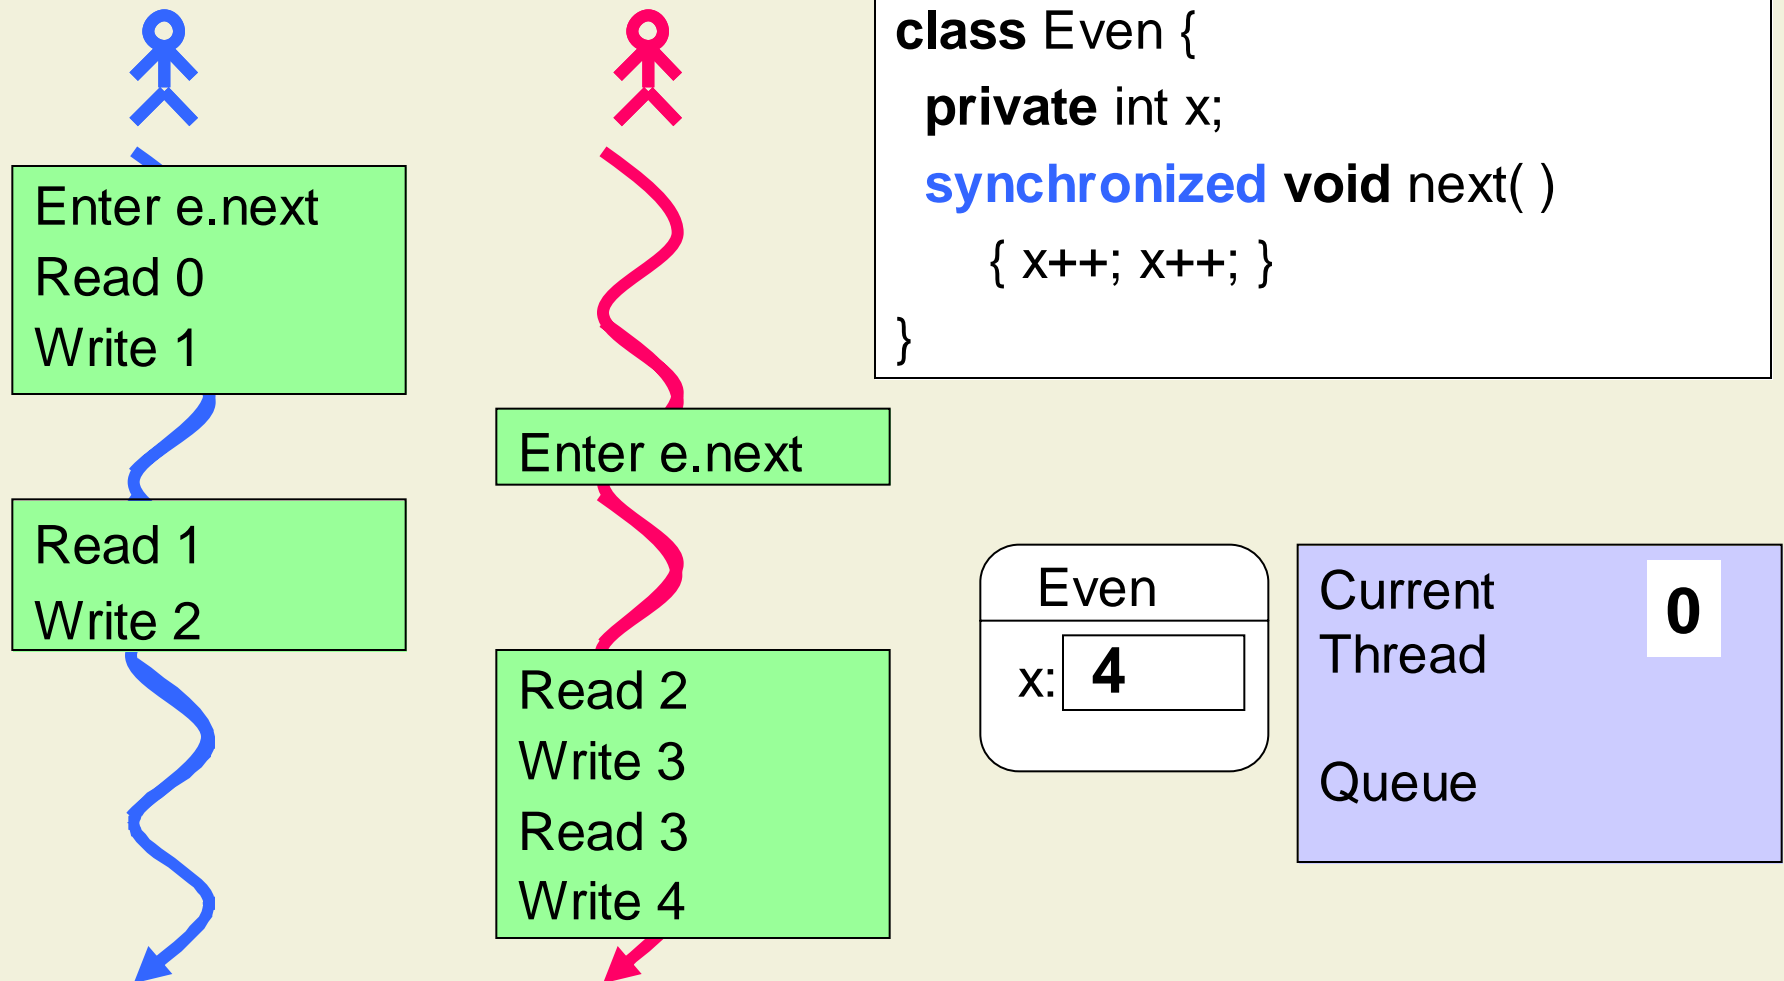 class Even {
private int x;
synchronized void next( )
{ x++; x++; }
}
Enter e.next
Read 0
Write 1
Enter e.next
Read 1
Write 2
Read 2
Write 3
Read 3
Write 4
Even
x: 4
Current 0
Thread
Queue